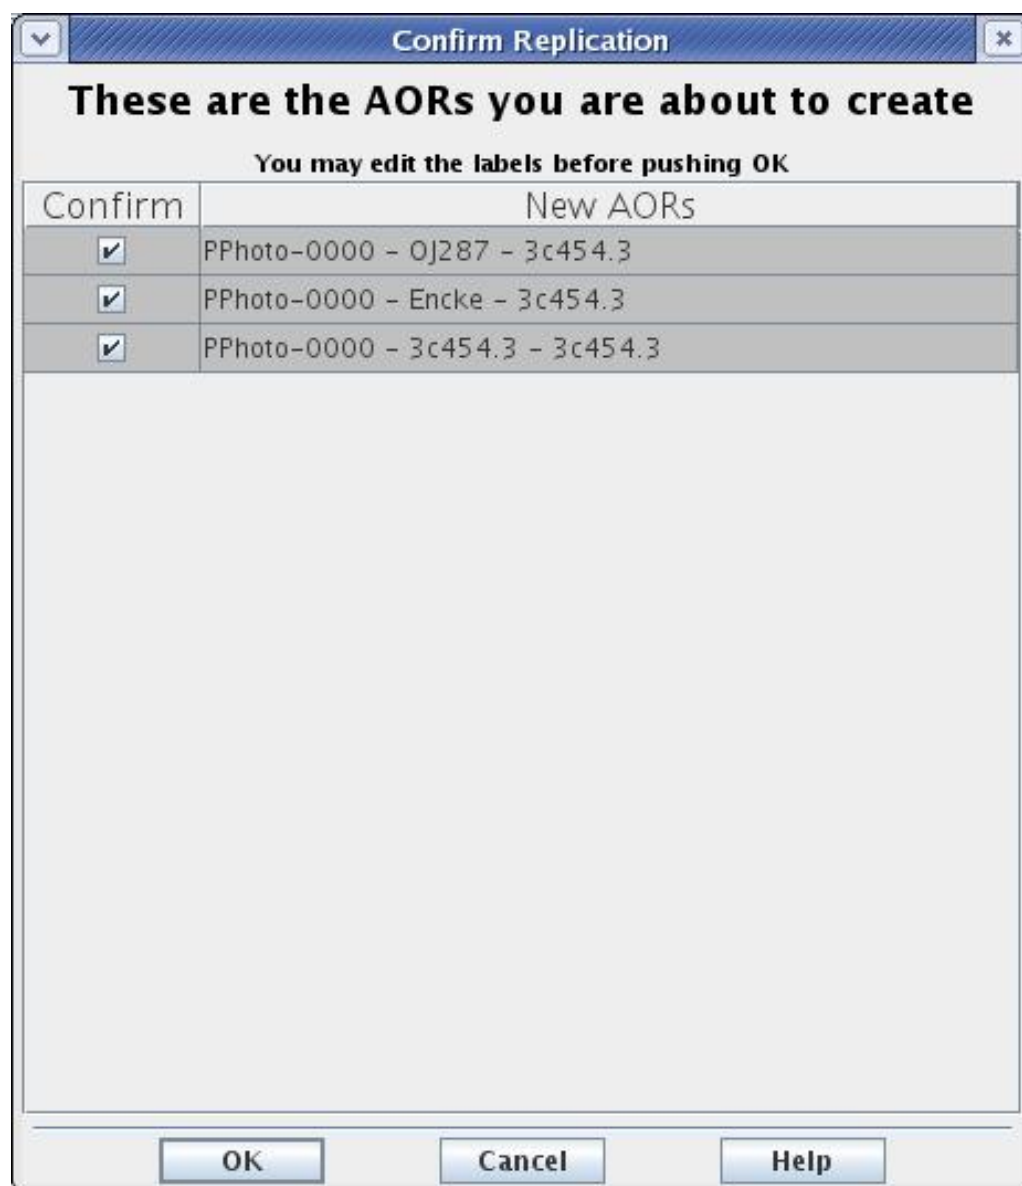 Confirm Replication
These are the AORs you are about to create
You may edit the labels before pushing OK
Confirm New AORs
PPhoto-0000 - OJ287 - 3c454.3
PPhoto-0000 - Encke - 3c454.3
PPhoto-0000 - 3c454.3 - 3c454.3
OK Cancel Help